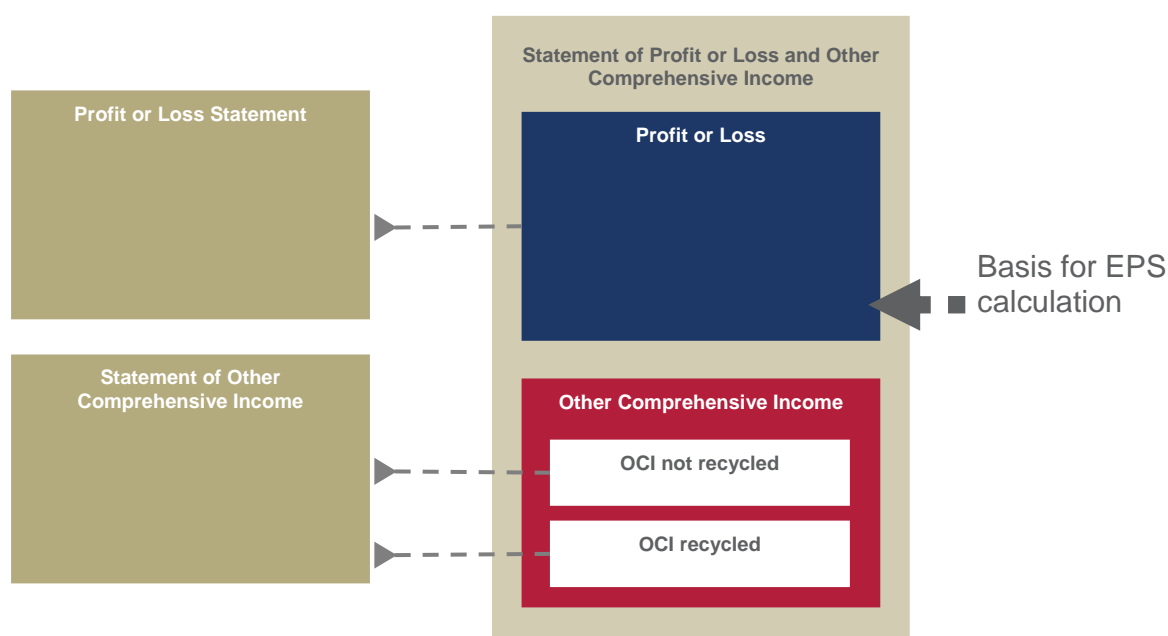 Statement of Profit or Loss and Other
Comprehensive Income
Profit or Loss Statement
Profit or Loss
Basis for EPS
calculation
Statement of Other
Comprehensive Income
Other Comprehensive Income
OCI not recycled
OCI recycled